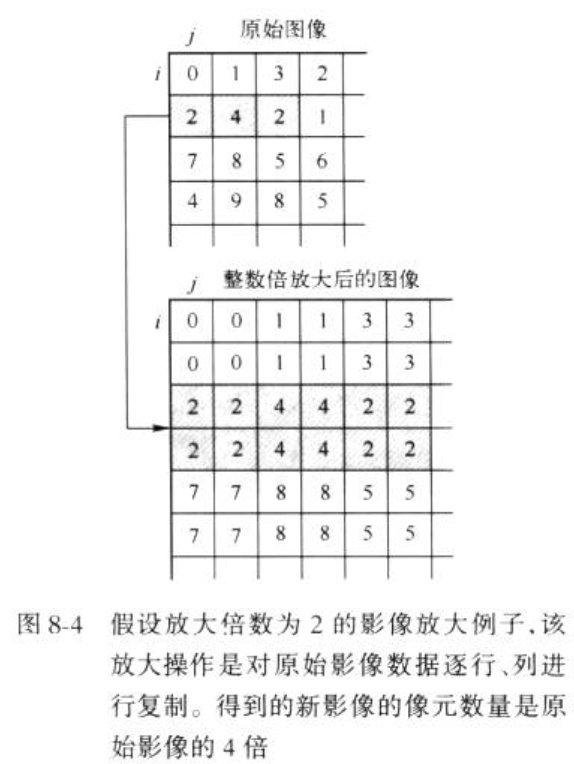 j 原始图像
i 0 1 3 2
2 4 2 1
7 8 5 6
4 9 8 5
j 整数倍放大后的图像
i 0 0 1 1 3 3
0 0 1 1 3 3
2 2 4 4 2 2
2 2 4 4 2 2
7 7 8 8 5 5
7 7 8 8 5 5
图 8-4 假设放大倍数为 2 的影像放大例子,该
放大操作是对原始影像数据逐行、列进
行复制。得到的新影像的像元数量是原
始影像的 4 倍